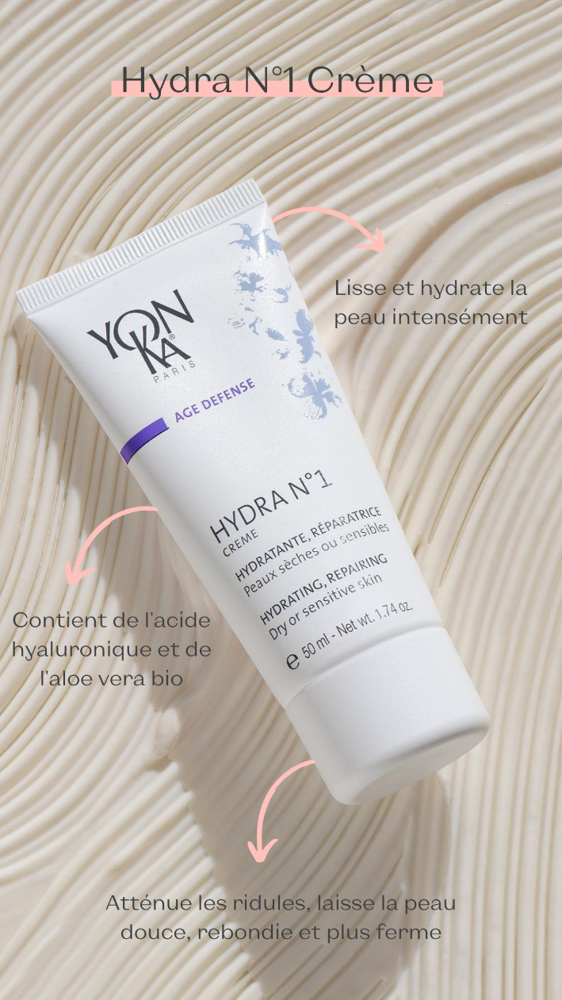 Hydra N°1 Crème
Lisse et hydrate la
peau intensément
YON
KA®
PARIS
AGE DEFENSE
HYDRA N°1
CREME
HYDRATANTE, RÉPARATRICE
Peaux sèches ou sensibles
HYDRATING, REPAIRING
Dry or sensitive skin
e 50 ml - Net wt. 1.74 oz.
Contient de l'acide
hyaluronique et de
l'aloe vera bio
Atténue les ridules, laisse la peau
douce, rebondie et plus ferme